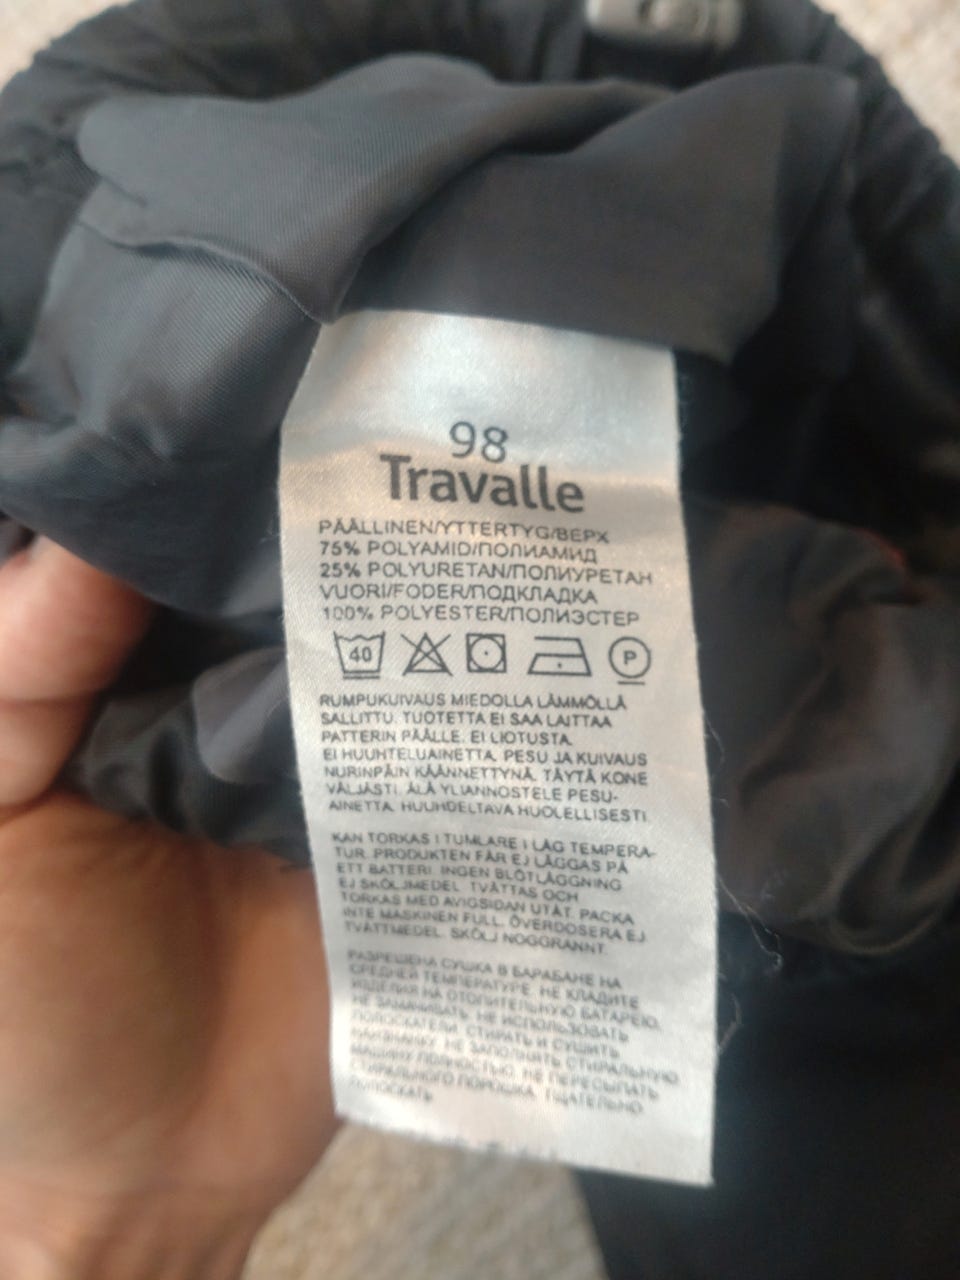 98
Travalle
PÄÄLLINEN/YTTERTYG/ВЕРХ
75% POLYAMID/ПОЛИАМИД
25% POLYURETAN/ПОЛИУРЕТАН
VUORI/FODER/ПОДКЛАДКА
100% POLYESTER/ПОЛИЭСТЕР
40 P
RUMPUKUIVAUS MIEDOLLA LÄMMÖLLÄ
SALLITTU. TUOTETTA EI SAA LAITTAA
PATTERIN PÄÄLLE. EI LIOTUSTA.
EI HUUHTELUAINETTA. PESU JA KUIVAUS
NURINPÄIN KÄÄNNETTYNÄ. TÄYTÄ KONE
VÄLJÄSTI. ÄLÄ YLIANNOSTELE PESU-
AINETTA. HUUHDELTAVA HUOLELLISESTI.
KAN TORKAS I TUMLARE I LÅG TEMPERA-
TUR. PRODUKTEN FÅR EJ LÄGGAS PÅ
ETT BATTERI. INGEN BLÖTLÄGGNING
EJ SKÖLJMEDEL. TVÄTTAS OCH
TORKAS MED AVIGSIDAN UTÅT. PACKA
INTE MASKINEN FULL. ÖVERDOSERA EJ
TVÄTTMEDEL. SKÖLJ NOGGRANNT.
РАЗРЕШЕНА СУШКА В БАРАБАНЕ НА
СРЕДНЕЙ ТЕМПЕРАТУРЕ. НЕ КЛАДИТЕ
ИЗДЕЛИЯ НА ОТОПИТЕЛЬНУЮ БАТАРЕЮ.
НЕ ЗАМАЧИВАТЬ. НЕ ИСПОЛЬЗОВАТЬ
ПОЛОСКАТЕЛИ. СТИРАТЬ И СУШИТЬ
НАИЗНАНКУ. НЕ ЗАПОЛНЯТЬ СТИРАЛЬНУЮ
МАШИНУ ПОЛНОСТЬЮ. НЕ ПЕРЕСЫПАТЬ
СТИРАЛЬНОГО ПОРОШКА. ТЩАТЕЛЬНО
ПОЛОСКАТЬ